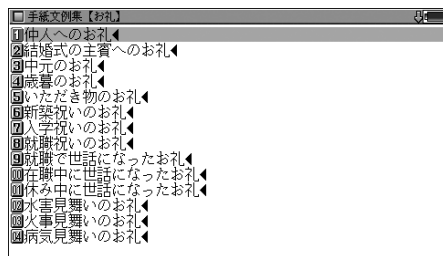 手紙文例集【お礼】
1仲人へのお礼
2結婚式の主賓へのお礼
3中元のお礼
4歳暮のお礼
5いただき物のお礼
6新築祝いのお礼
7入学祝いのお礼
8就職祝いのお礼
9就職で世話になったお礼
00在職中に世話になったお礼
01休み中に世話になったお礼
02水害見舞いのお礼
03火事見舞いのお礼
04病気見舞いのお礼